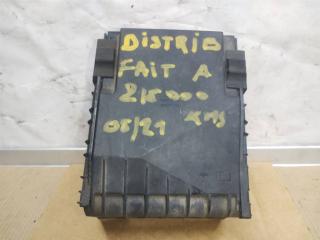 DISTRIB
FAIT A
215000
05/21 KMS